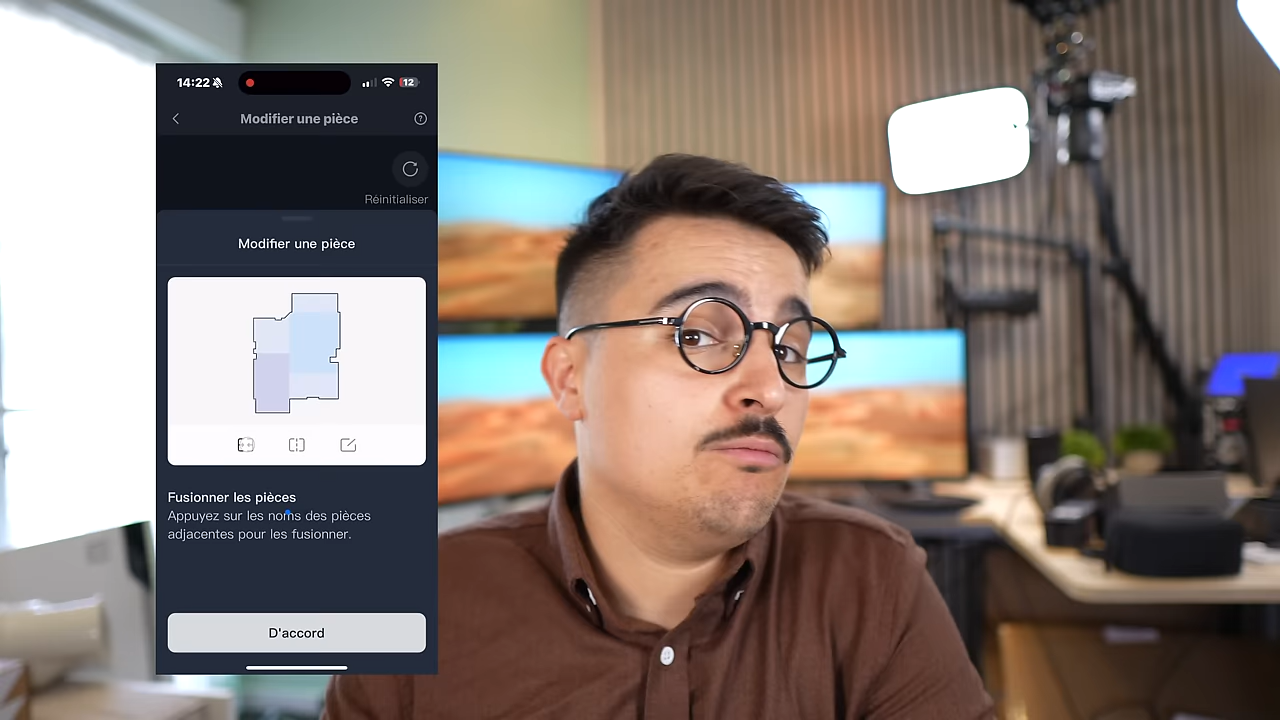 14:22
12
Modifier une pièce
Réinitialiser
Modifier une pièce
Fusionner les pièces
Appuyez sur les noms des pièces
adjacentes pour les fusionner.
D'accord